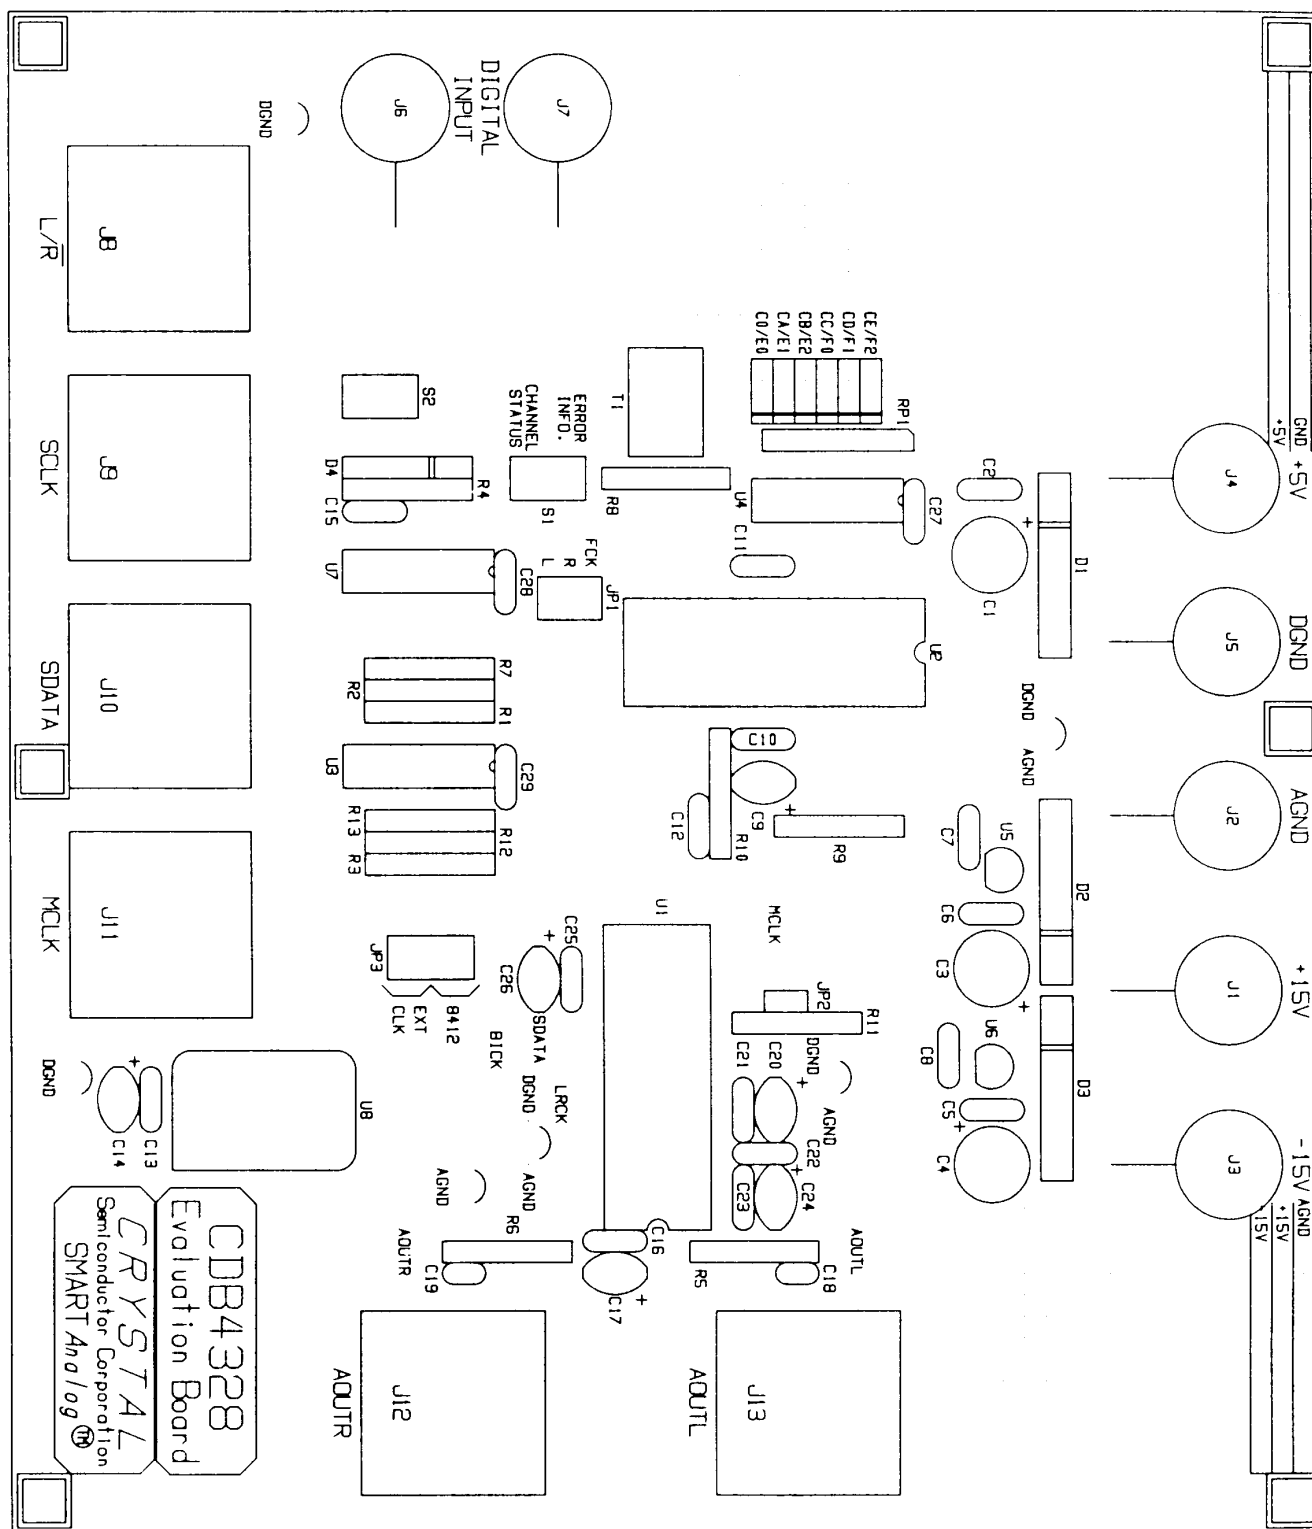 GND
+5V
+5V
J4
DGND
J5
AGND
J2
+15V
J1
-15V
J3
AGND
+15V
-15V
D1
C2
+
C1
DGND
AGND
D2
C7
U5
C6
C3
+
D3
C8
U6
C5
+
C4
DIGITAL
INPUT
J7
J6
DGND
CE/F2
CD/F1
CC/F0
CB/E2
CA/E1
C0/E0
RP1
T1
R8
U4
C27
C11
U2
ERROR
INFO.
CHANNEL
STATUS
S1
S2
D4
R4
C15
FCK
R
L
JP1
U7
C28
R7
R2
R1
U3
C29
R13
R12
R3
C10
C9
+
C12
R10
R9
U1
MCLK
JP2
R11
C25
+
C26
JP3
8412
EXT
CLK
SDATA
BICK
LRCK
DGND
AGND
AGND
C21
C20
+
DGND
AGND
C22
C23
+
C24
R6
C19
AOUTR
C16
C17
+
R5
C18
AOUTL
J12
AOUTR
J13
AOUTL
J8
L/R
J9
SCLK
J10
SDATA
J11
MCLK
DGND
+
C14
C13
U8
CDB4328
Evaluation Board
CRYSTAL
Semiconductor Corporation
SMART Analog TM